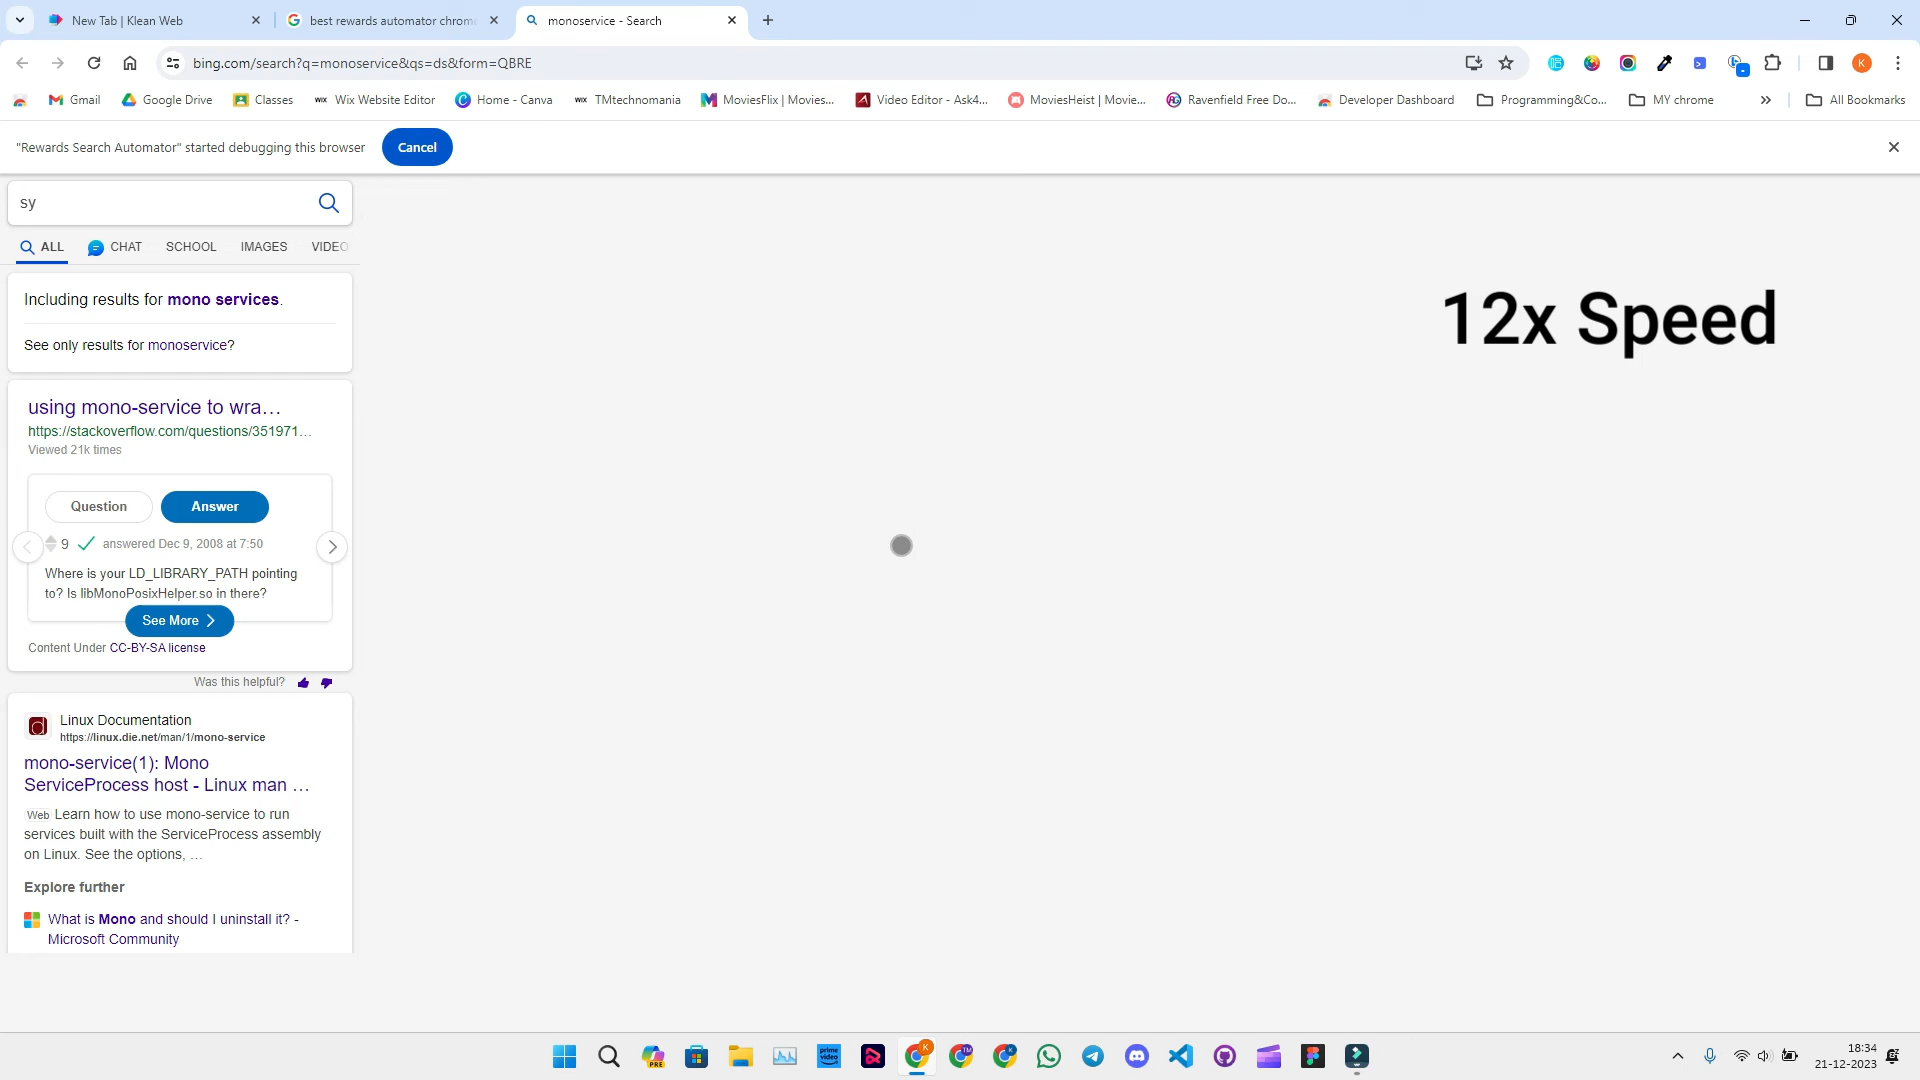 New Tab | Klean Web
best rewards automator chrom
monoservice - Search
bing.com/search?q=monoservice&qs=ds&form=QBRE
K
Gmail
Google Drive
Classes
WIX Wix Website Editor
Home - Canva
WIX TMtechnomania
MoviesFlix | Movies...
Video Editor - Ask4...
MoviesHeist | Movie...
Ravenfield Free Do...
Developer Dashboard
Programming&Co...
MY chrome
All Bookmarks
"Rewards Search Automator" started debugging this browser
Cancel
sy
ALL
CHAT
SCHOOL
IMAGES
VIDEO
12x Speed
Including results for mono services.
See only results for monoservice?
using mono-service to wra…
https://stackoverflow.com/questions/351971…
Viewed 21k times
Question
Answer
9
answered Dec 9, 2008 at 7:50
Where is your LD_LIBRARY_PATH pointing
to? Is libMonoPosixHelper.so in there?
See More
Content Under CC-BY-SA license
Was this helpful?
Linux Documentation
https://linux.die.net/man/1/mono-service
mono-service(1): Mono
ServiceProcess host - Linux man …
Web Learn how to use mono-service to run
services built with the ServiceProcess assembly
on Linux. See the options, …
Explore further
What is Mono and should I uninstall it? -
Microsoft Community
PRE
prime video
K
TM
K
18:34
21-12-2023